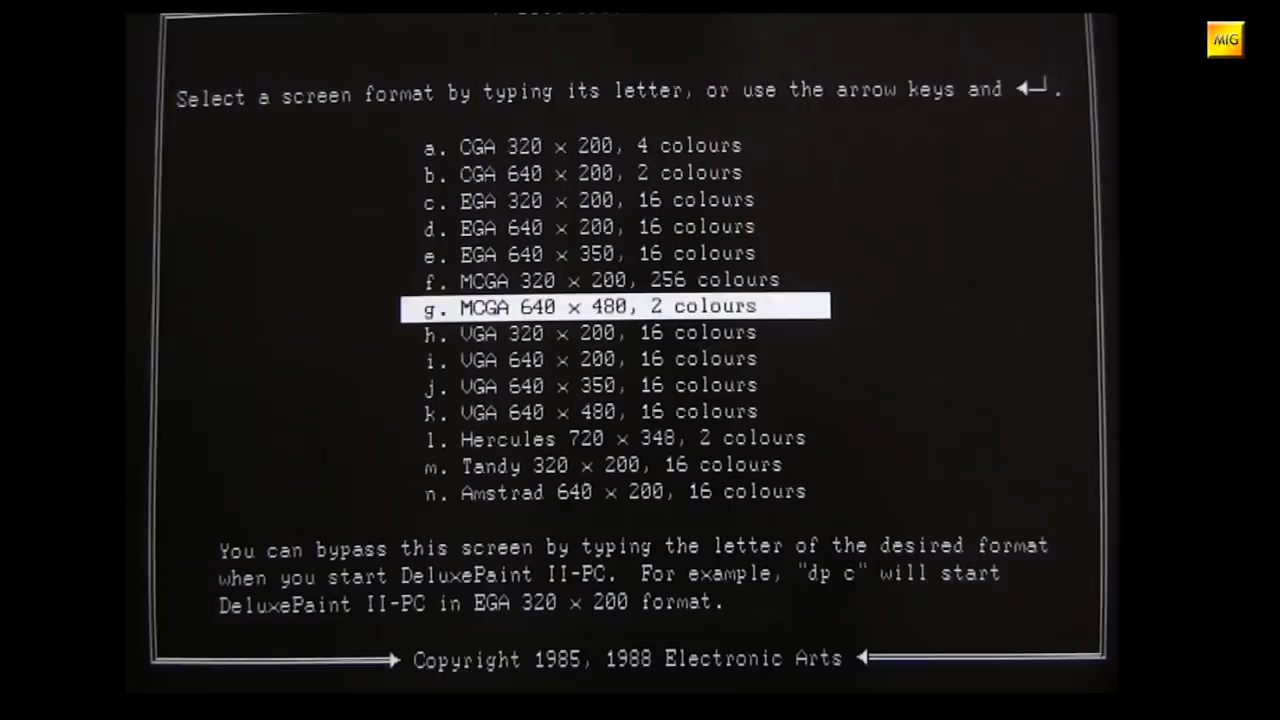 MIG
Select a screen format by typing its letter, or use the arrow keys and ◄─┘.
a. CGA 320 × 200, 4 colours
b. CGA 640 × 200, 2 colours
c. EGA 320 × 200, 16 colours
d. EGA 640 × 200, 16 colours
e. EGA 640 × 350, 16 colours
f. MCGA 320 × 200, 256 colours
g. MCGA 640 × 480, 2 colours
h. VGA 320 × 200, 16 colours
i. VGA 640 × 200, 16 colours
j. VGA 640 × 350, 16 colours
k. VGA 640 × 480, 16 colours
l. Hercules 720 × 348, 2 colours
m. Tandy 320 × 200, 16 colours
n. Amstrad 640 × 200, 16 colours
You can bypass this screen by typing the letter of the desired format
when you start DeluxePaint II-PC. For example, "dp c" will start
DeluxePaint II-PC in EGA 320 × 200 format.
Copyright 1985, 1988 Electronic Arts